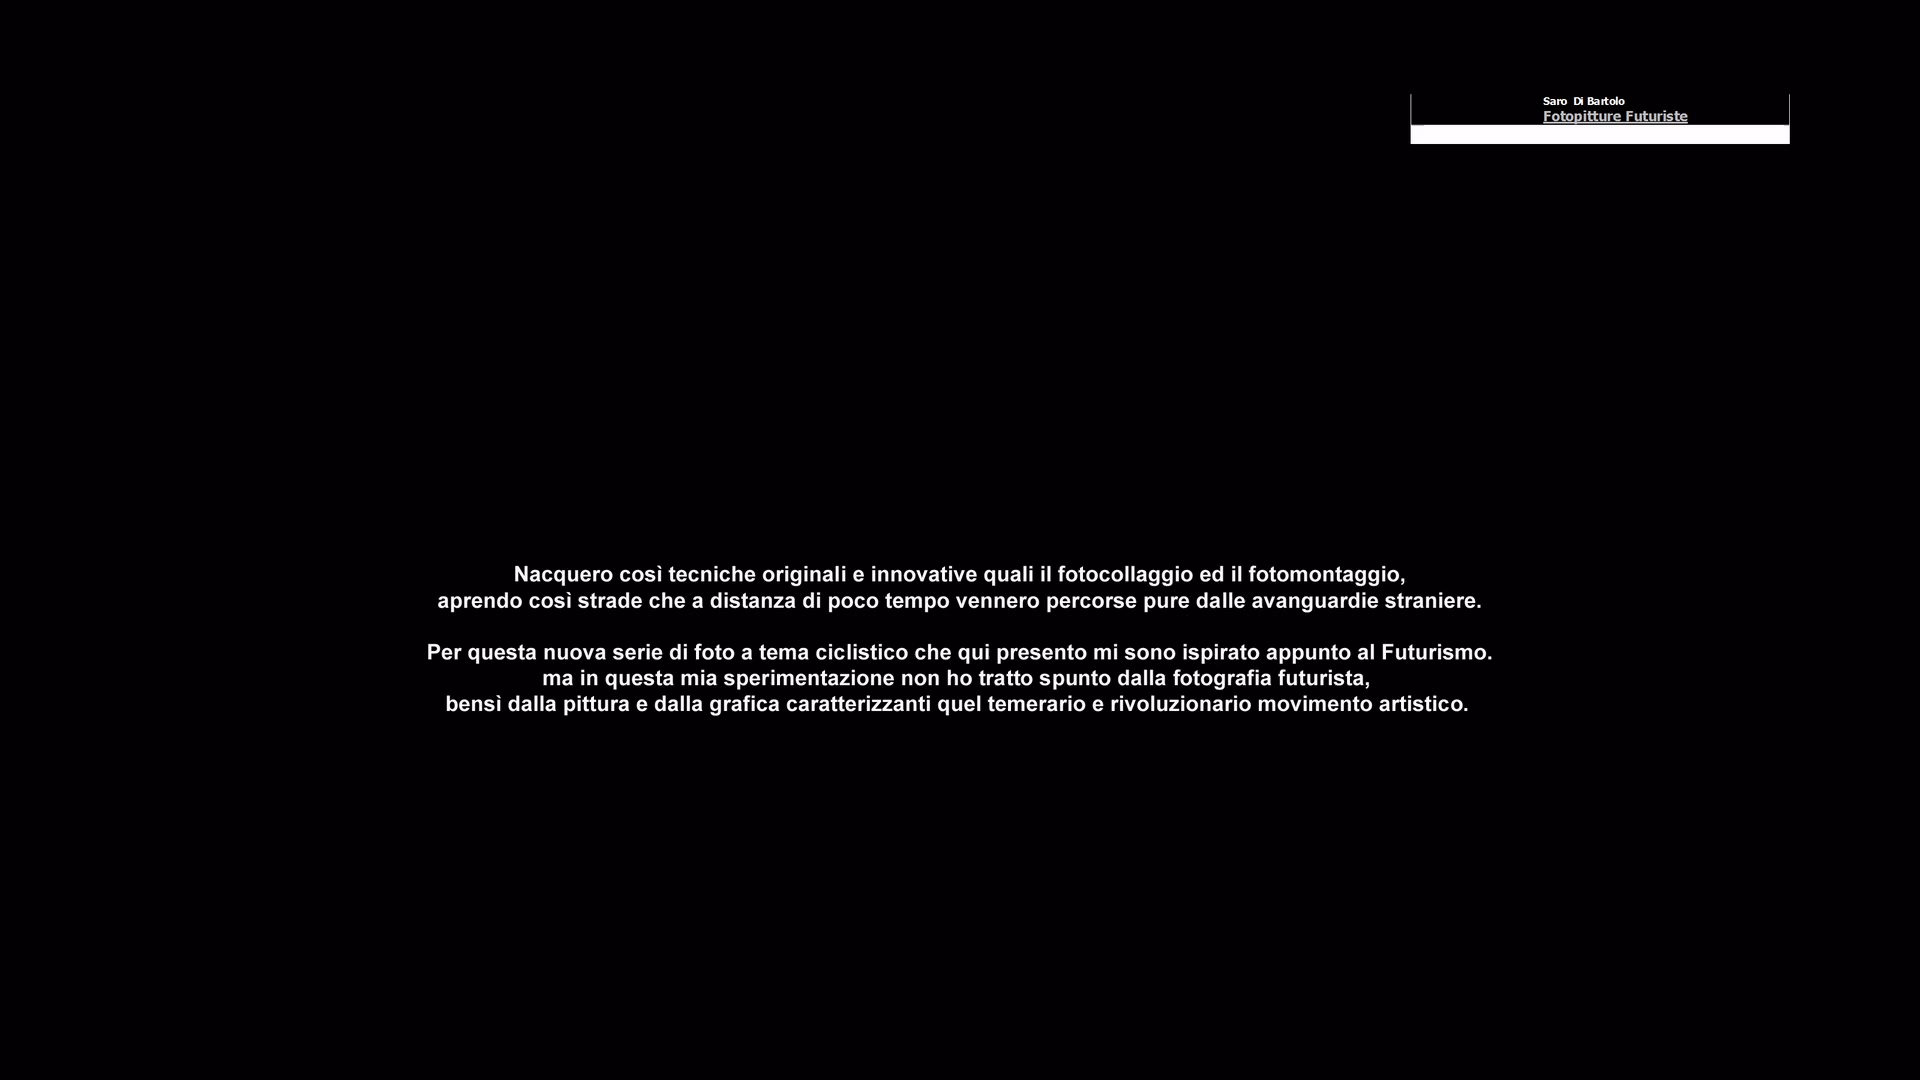 Saro Di Bartolo
Fotopitture Futuriste
Nacquero così tecniche originali e innovative quali il fotocollaggio ed il fotomontaggio,
aprendo così strade che a distanza di poco tempo vennero percorse pure dalle avanguardie straniere.
Per questa nuova serie di foto a tema ciclistico che qui presento mi sono ispirato appunto al Futurismo.
ma in questa mia sperimentazione non ho tratto spunto dalla fotografia futurista,
bensì dalla pittura e dalla grafica caratterizzanti quel temerario e rivoluzionario movimento artistico.